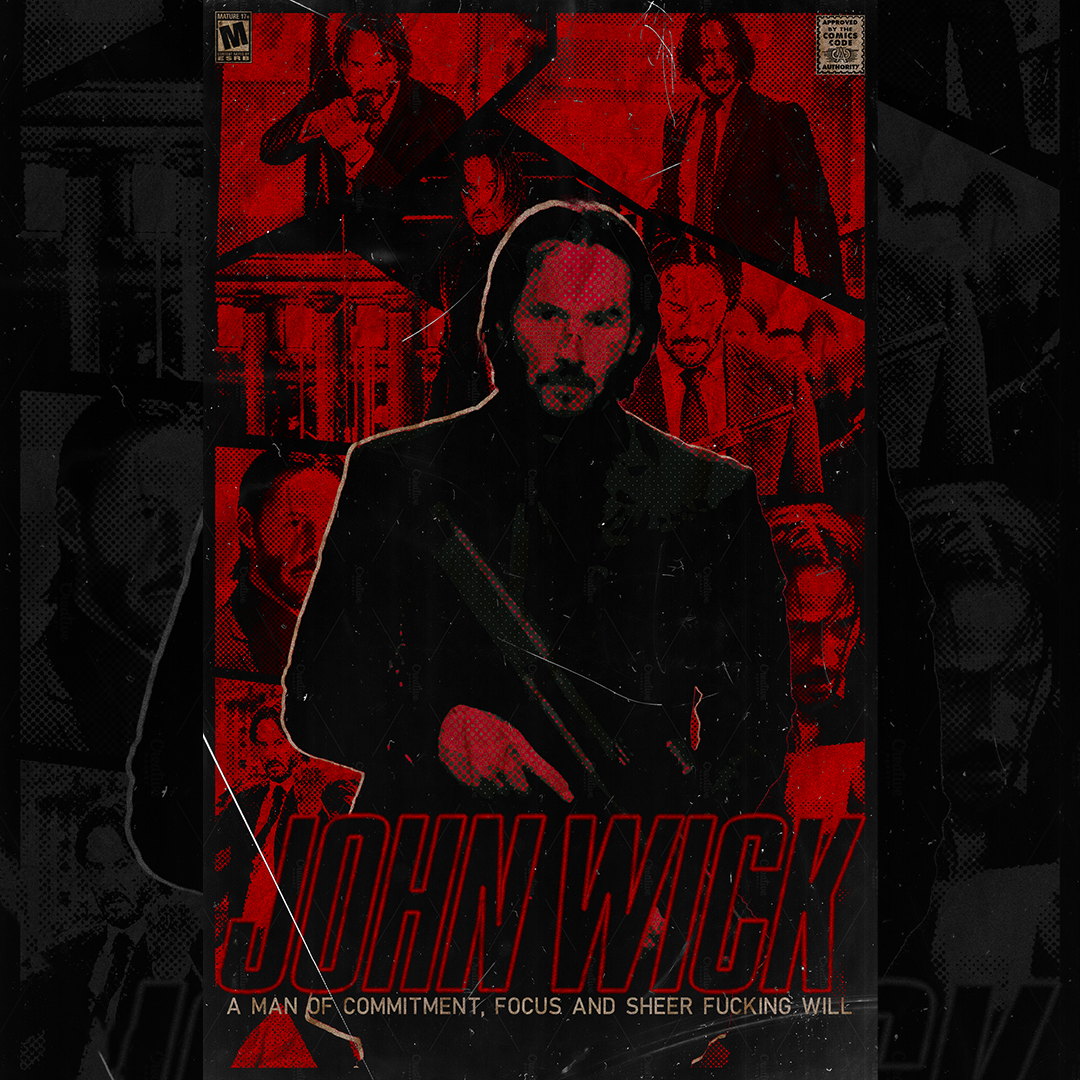 MATURE 17+
M
ESRB
APPROVED
BY THE
COMICS
CODE
AUTHORITY
JOHN WICK
A MAN OF COMMITMENT, FOCUS AND SHEER FUCKING WILL